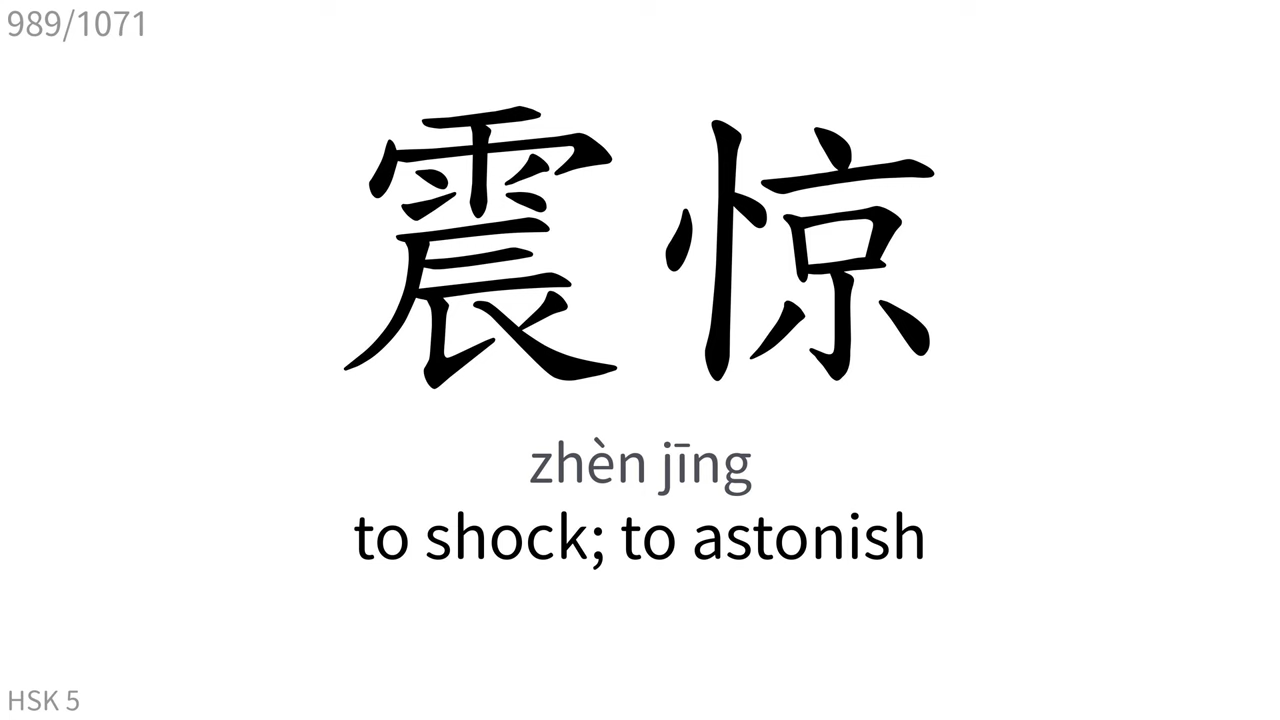 989/1071
震惊
zhèn jīng
to shock; to astonish
HSK 5